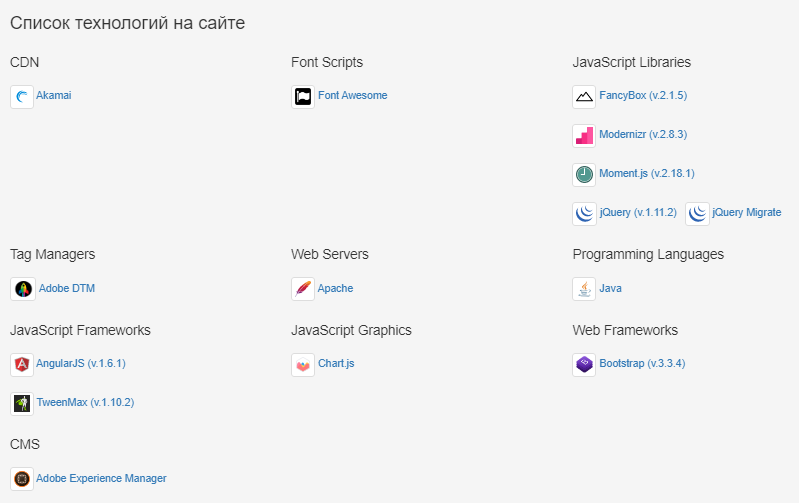 Список технологий на сайте
CDN
Font Scripts
JavaScript Libraries
Akamai
Font Awesome
FancyBox (v.2.1.5)
Modernizr (v.2.8.3)
Moment.js (v.2.18.1)
jQuery (v.1.11.2) jQuery Migrate
Tag Managers
Web Servers
Programming Languages
Adobe DTM
Apache
Java
JavaScript Frameworks
JavaScript Graphics
Web Frameworks
AngularJS (v.1.6.1)
Chart.js
Bootstrap (v.3.3.4)
TweenMax (v.1.10.2)
CMS
Adobe Experience Manager